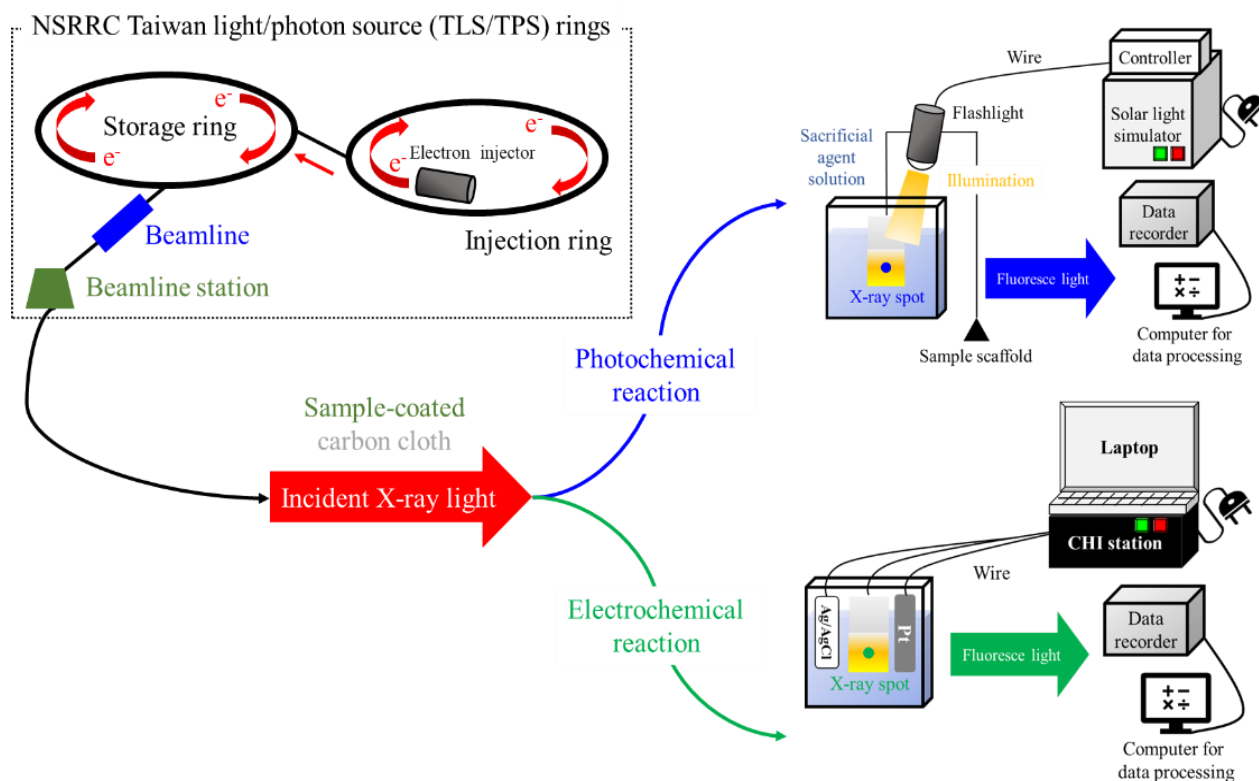 NSRRC Taiwan light/photon source (TLS/TPS) rings
e-
Storage ring
e-
e-
e-
Electron injector
Injection ring
Beamline
Beamline station
Sample-coated
carbon cloth
Incident X-ray light
Photochemical
reaction
Electrochemical
reaction
Wire
Controller
Flashlight
Solar light
simulator
Sacrificial
agent
solution
Illumination
X-ray spot
Fluoresce light
Data
recorder
+ −
× ÷
Sample scaffold
Computer for
data processing
Laptop
CHI station
Wire
Ag/AgCl
Pt
X-ray spot
Fluoresce light
Data
recorder
+ −
× ÷
Computer for
data processing